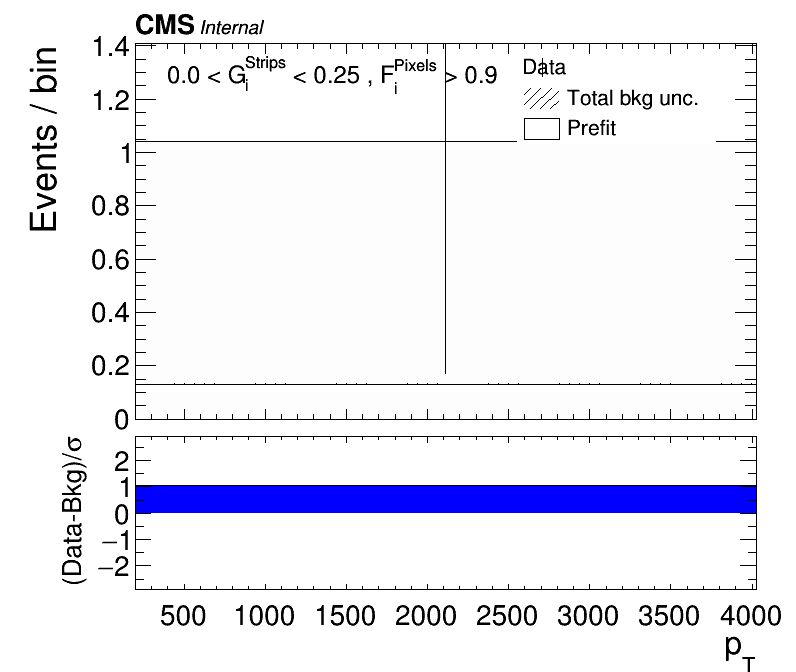 CMS Internal
0.0 < G_i^Strips < 0.25 , F_i^Pixels > 0.9
Data
Total bkg unc.
Prefit
Events / bin
1.4
1.2
1
0.8
0.6
0.4
0.2
0
(Data-Bkg)/σ
2
1
0
−1
−2
500 1000 1500 2000 2500 3000 3500 4000
p_T